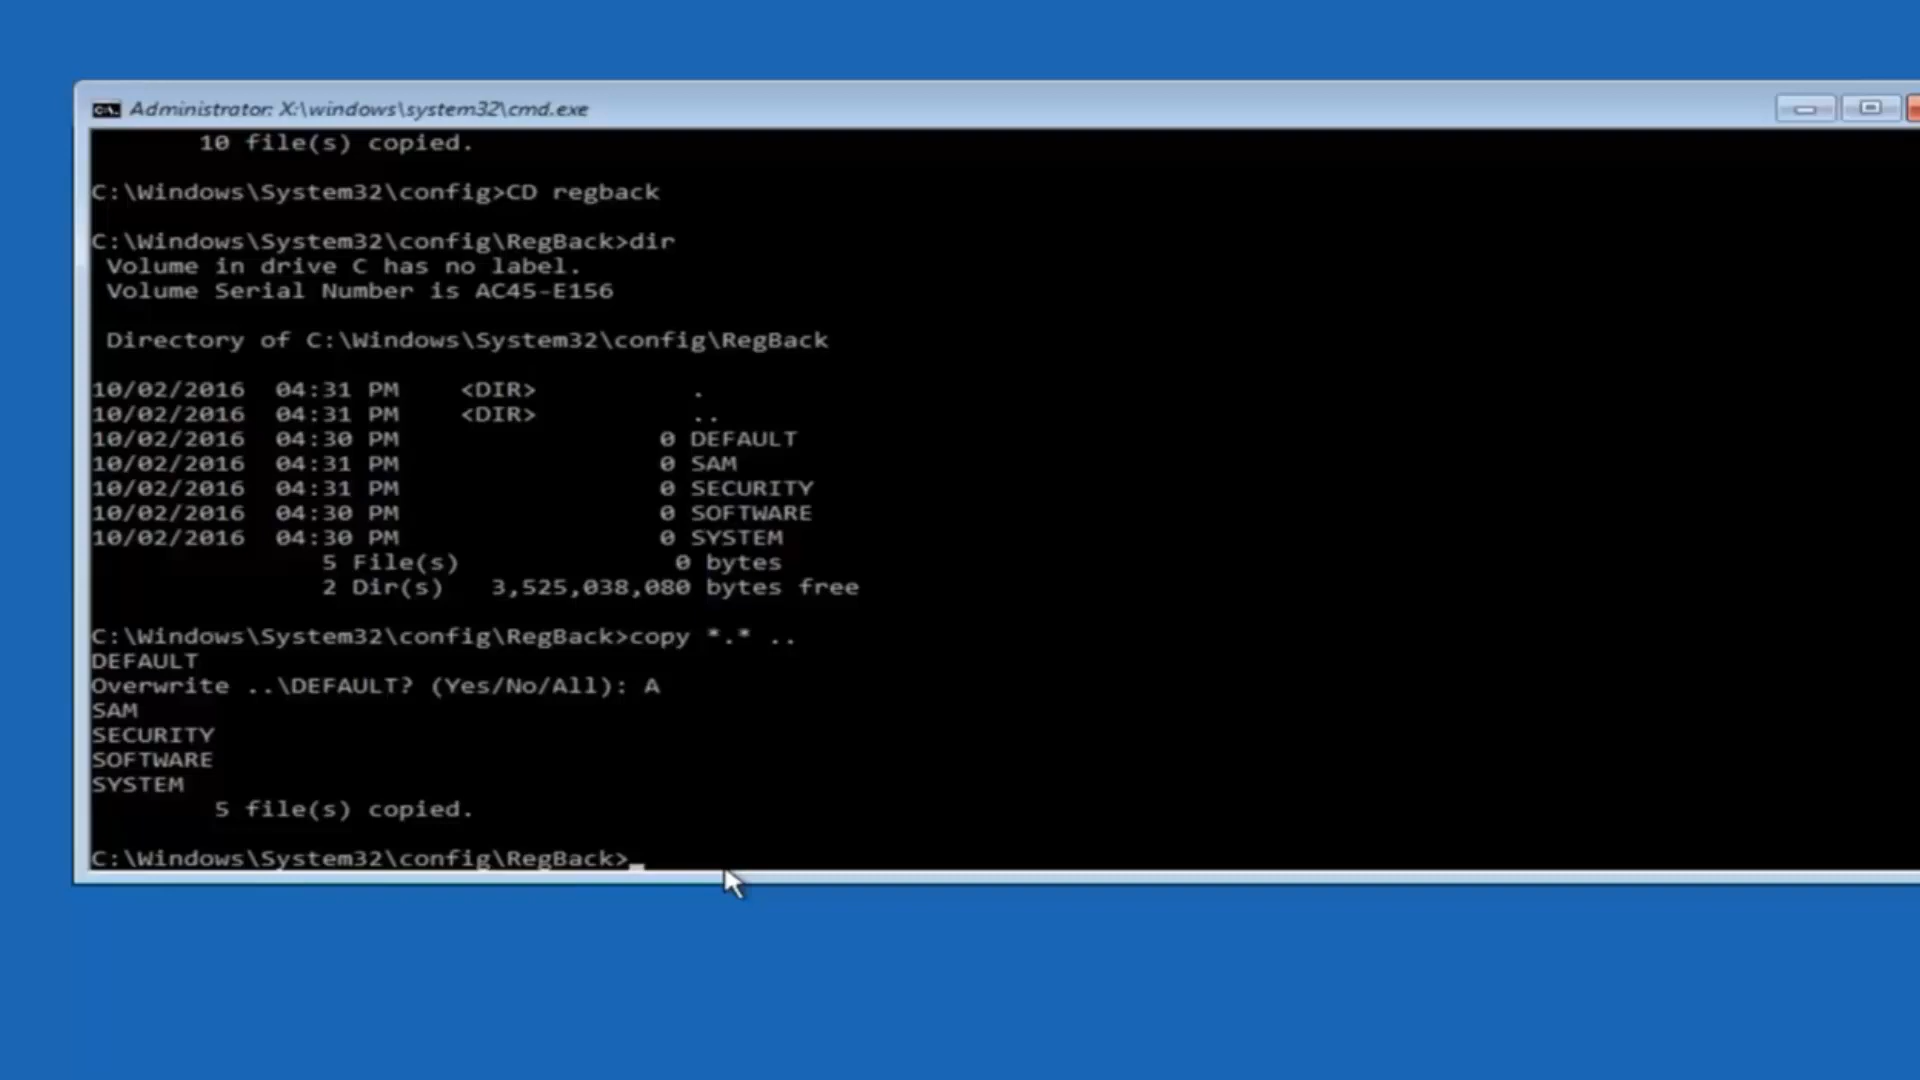 Administrator: X:\windows\system32\cmd.exe
10 file(s) copied.
C:\Windows\System32\config>CD regback
C:\Windows\System32\config\RegBack>dir
Volume in drive C has no label.
Volume Serial Number is AC45-E156
Directory of C:\Windows\System32\config\RegBack
10/02/2016  04:31 PM    <DIR>          .
10/02/2016  04:31 PM    <DIR>          ..
10/02/2016  04:30 PM                 0 DEFAULT
10/02/2016  04:31 PM                 0 SAM
10/02/2016  04:31 PM                 0 SECURITY
10/02/2016  04:30 PM                 0 SOFTWARE
10/02/2016  04:30 PM                 0 SYSTEM
5 File(s)              0 bytes
2 Dir(s)   3,525,038,080 bytes free
C:\Windows\System32\config\RegBack>copy *.* ..
DEFAULT
Overwrite ..\DEFAULT? (Yes/No/All): A
SAM
SECURITY
SOFTWARE
SYSTEM
5 file(s) copied.
C:\Windows\System32\config\RegBack>_